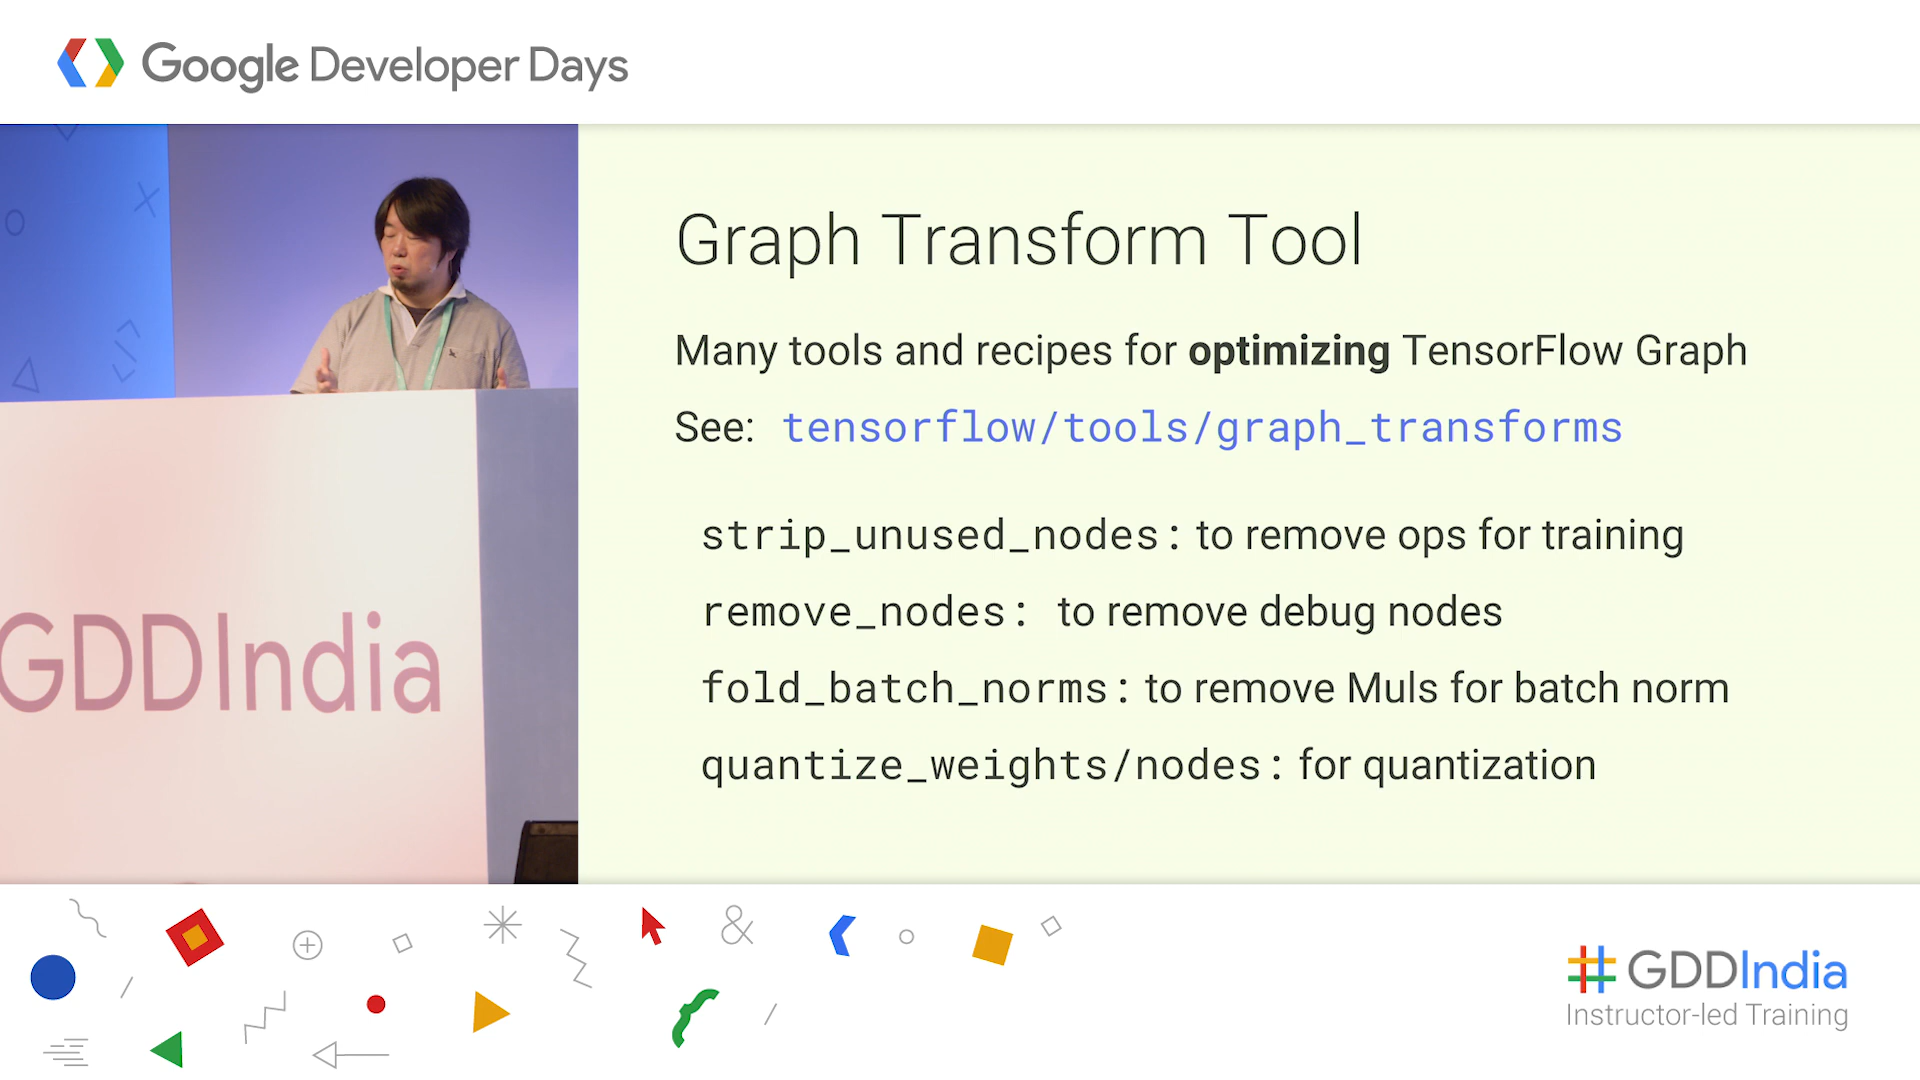 Google Developer Days
Graph Transform Tool
Many tools and recipes for optimizing TensorFlow Graph
See: tensorflow/tools/graph_transforms
strip_unused_nodes: to remove ops for training
remove_nodes: to remove debug nodes
fold_batch_norms: to remove Muls for batch norm
quantize_weights/nodes: for quantization
GDDIndia
&
#GDDIndia
Instructor-led Training